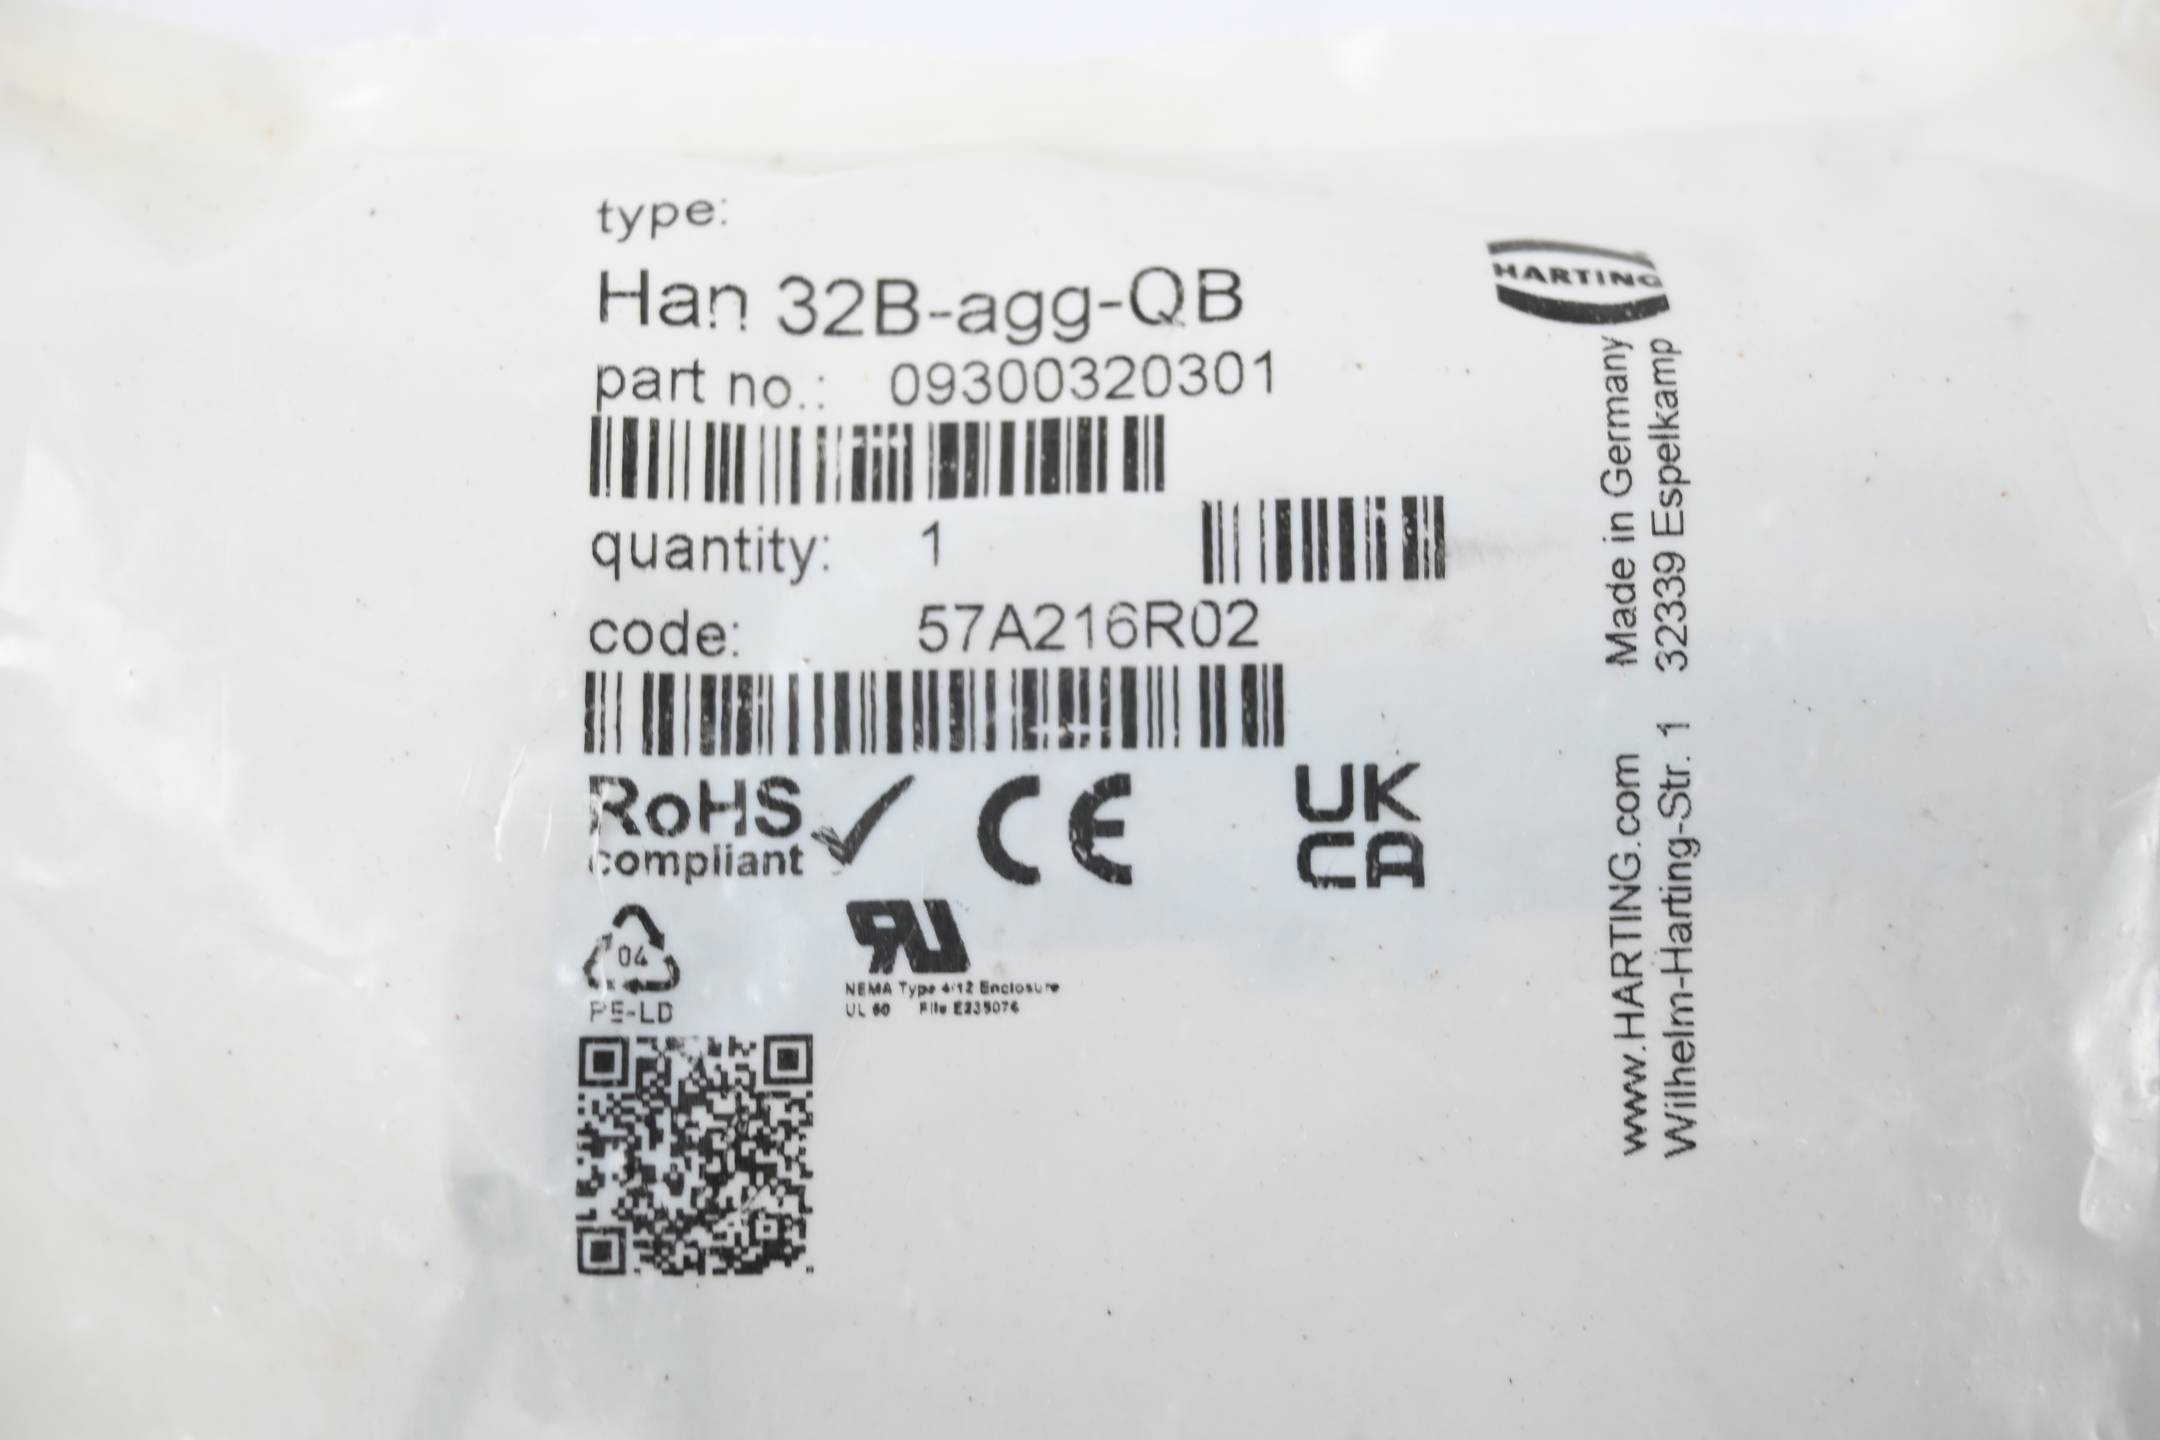 type:
Han 32B-agg-QB
part no.: 09300320301
quantity: 1
code: 57A216R02
RoHS
compliant
CE
UK
CA
04
PE-LD
NEMA Type 4/12 Enclosure
UL 50 File E235076
HARTING
www.HARTING.com Made in Germany
Wilhelm-Harting-Str. 1 32339 Espelkamp